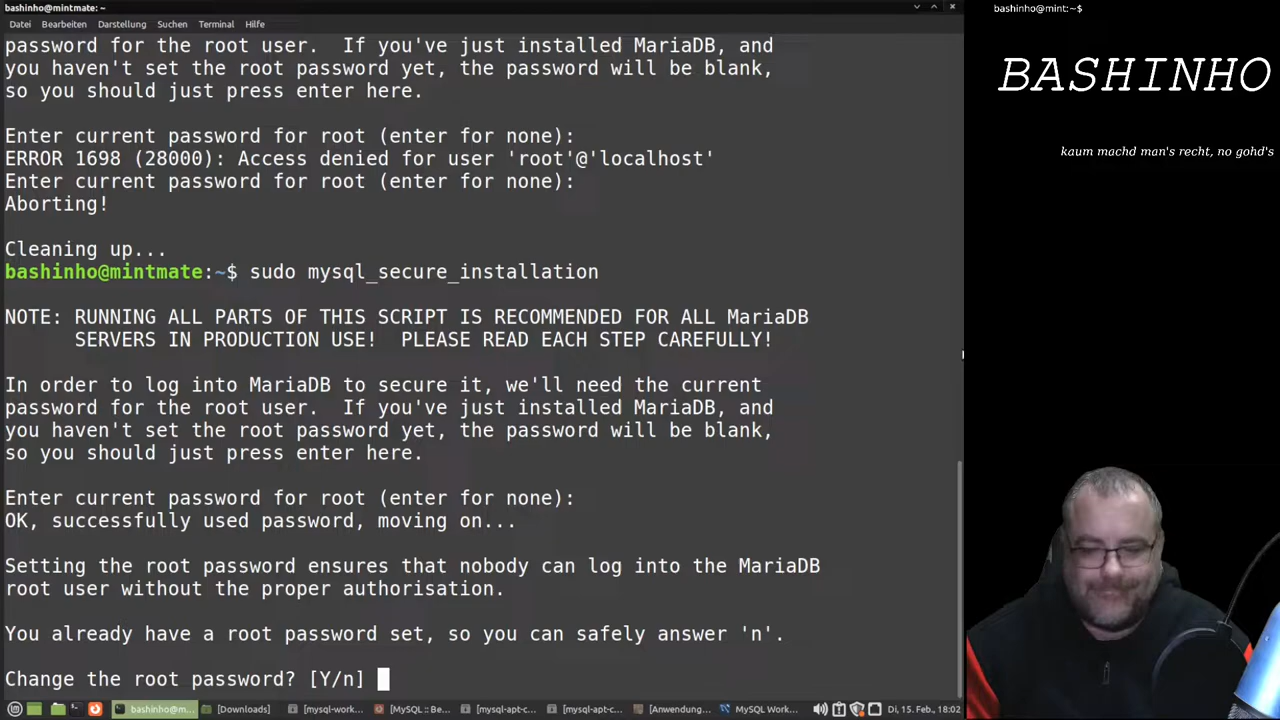 bashinho@mintmate: ~
Datei Bearbeiten Darstellung Suchen Terminal Hilfe
password for the root user.  If you've just installed MariaDB, and
you haven't set the root password yet, the password will be blank,
so you should just press enter here.
Enter current password for root (enter for none):
ERROR 1698 (28000): Access denied for user 'root'@'localhost'
Enter current password for root (enter for none):
Aborting!
Cleaning up...
bashinho@mintmate:~$ sudo mysql_secure_installation
NOTE: RUNNING ALL PARTS OF THIS SCRIPT IS RECOMMENDED FOR ALL MariaDB
SERVERS IN PRODUCTION USE!  PLEASE READ EACH STEP CAREFULLY!
In order to log into MariaDB to secure it, we'll need the current
password for the root user.  If you've just installed MariaDB, and
you haven't set the root password yet, the password will be blank,
so you should just press enter here.
Enter current password for root (enter for none):
OK, successfully used password, moving on...
Setting the root password ensures that nobody can log into the MariaDB
root user without the proper authorisation.
You already have a root password set, so you can safely answer 'n'.
Change the root password? [Y/n]
bashinho@m... [Downloads] [mysql-work... [MySQL :: Be... [mysql-apt-c... [mysql-apt-c... [Anwendung... MySQL Work... Di, 15. Feb., 18:02
bashinho@mint:~$
BASHINHO
kaum machd man's recht, no gohd's